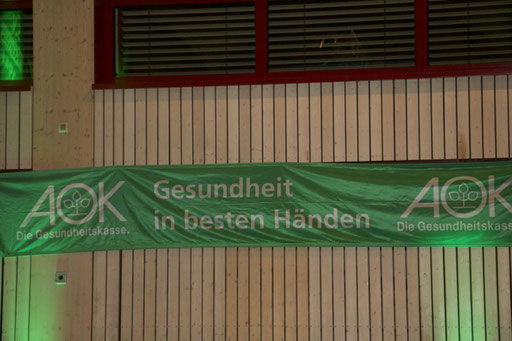 AOK
Die Gesundheitskasse.
Gesundheit
in besten Händen
AOK
Die Gesundheitskasse.